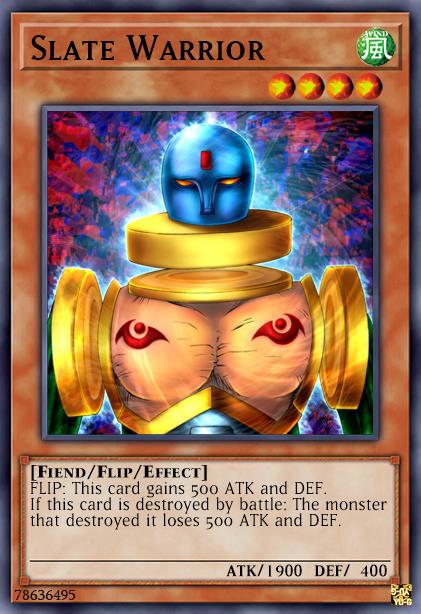 SLATE WARRIOR
WIND
風
[FIEND/FLIP/EFFECT]
FLIP: This card gains 500 ATK and DEF.
If this card is destroyed by battle: The monster
that destroyed it loses 500 ATK and DEF.
ATK/1900 DEF/ 400
78636495